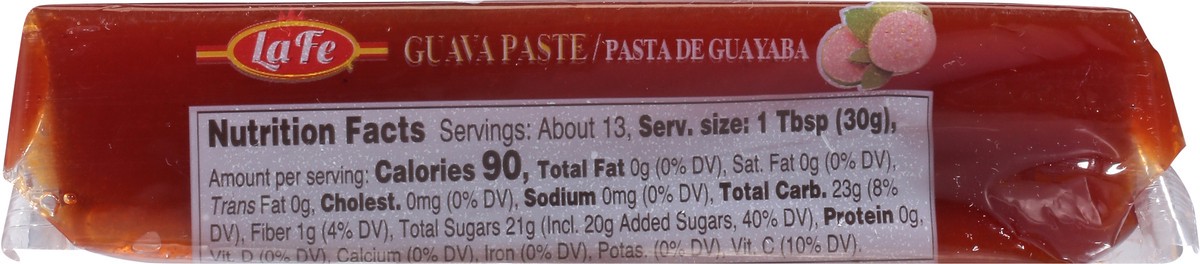 La Fe GUAVA PASTE / PASTA DE GUAYABA
Nutrition Facts Servings: About 13, Serv. size: 1 Tbsp (30g),
Amount per serving: Calories 90, Total Fat 0g (0% DV), Sat. Fat 0g (0% DV),
Trans Fat 0g, Cholest. 0mg (0% DV), Sodium 0mg (0% DV), Total Carb. 23g (8%
DV), Fiber 1g (4% DV), Total Sugars 21g (Incl. 20g Added Sugars, 40% DV), Protein 0g,
Vit. D (0% DV), Calcium (0% DV), Iron (0% DV), Potas. (0% DV), Vit. C (10% DV).